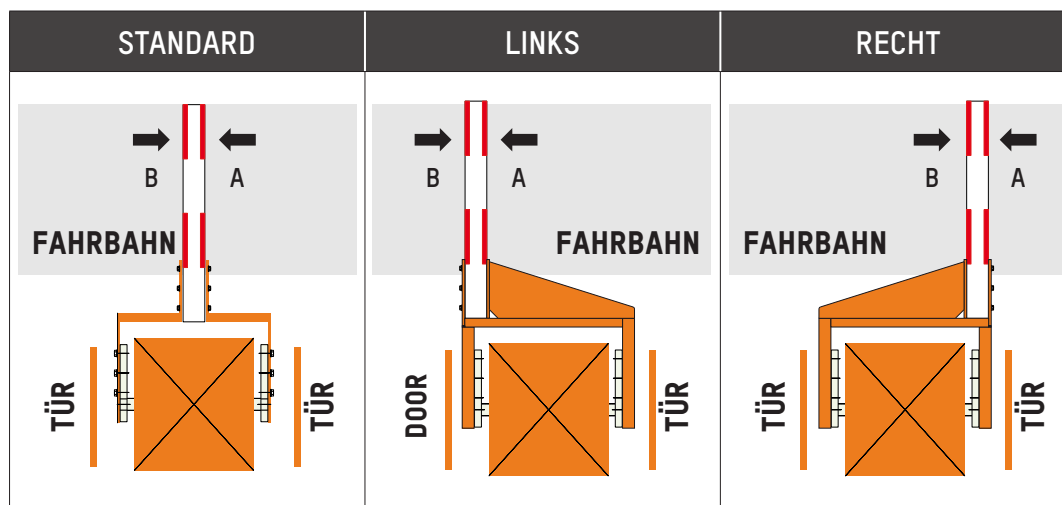 STANDARD
LINKS
RECHT
B A
FAHRBAHN
TÜR
TÜR
B A
FAHRBAHN
DOOR
TÜR
B A
FAHRBAHN
TÜR
TÜR